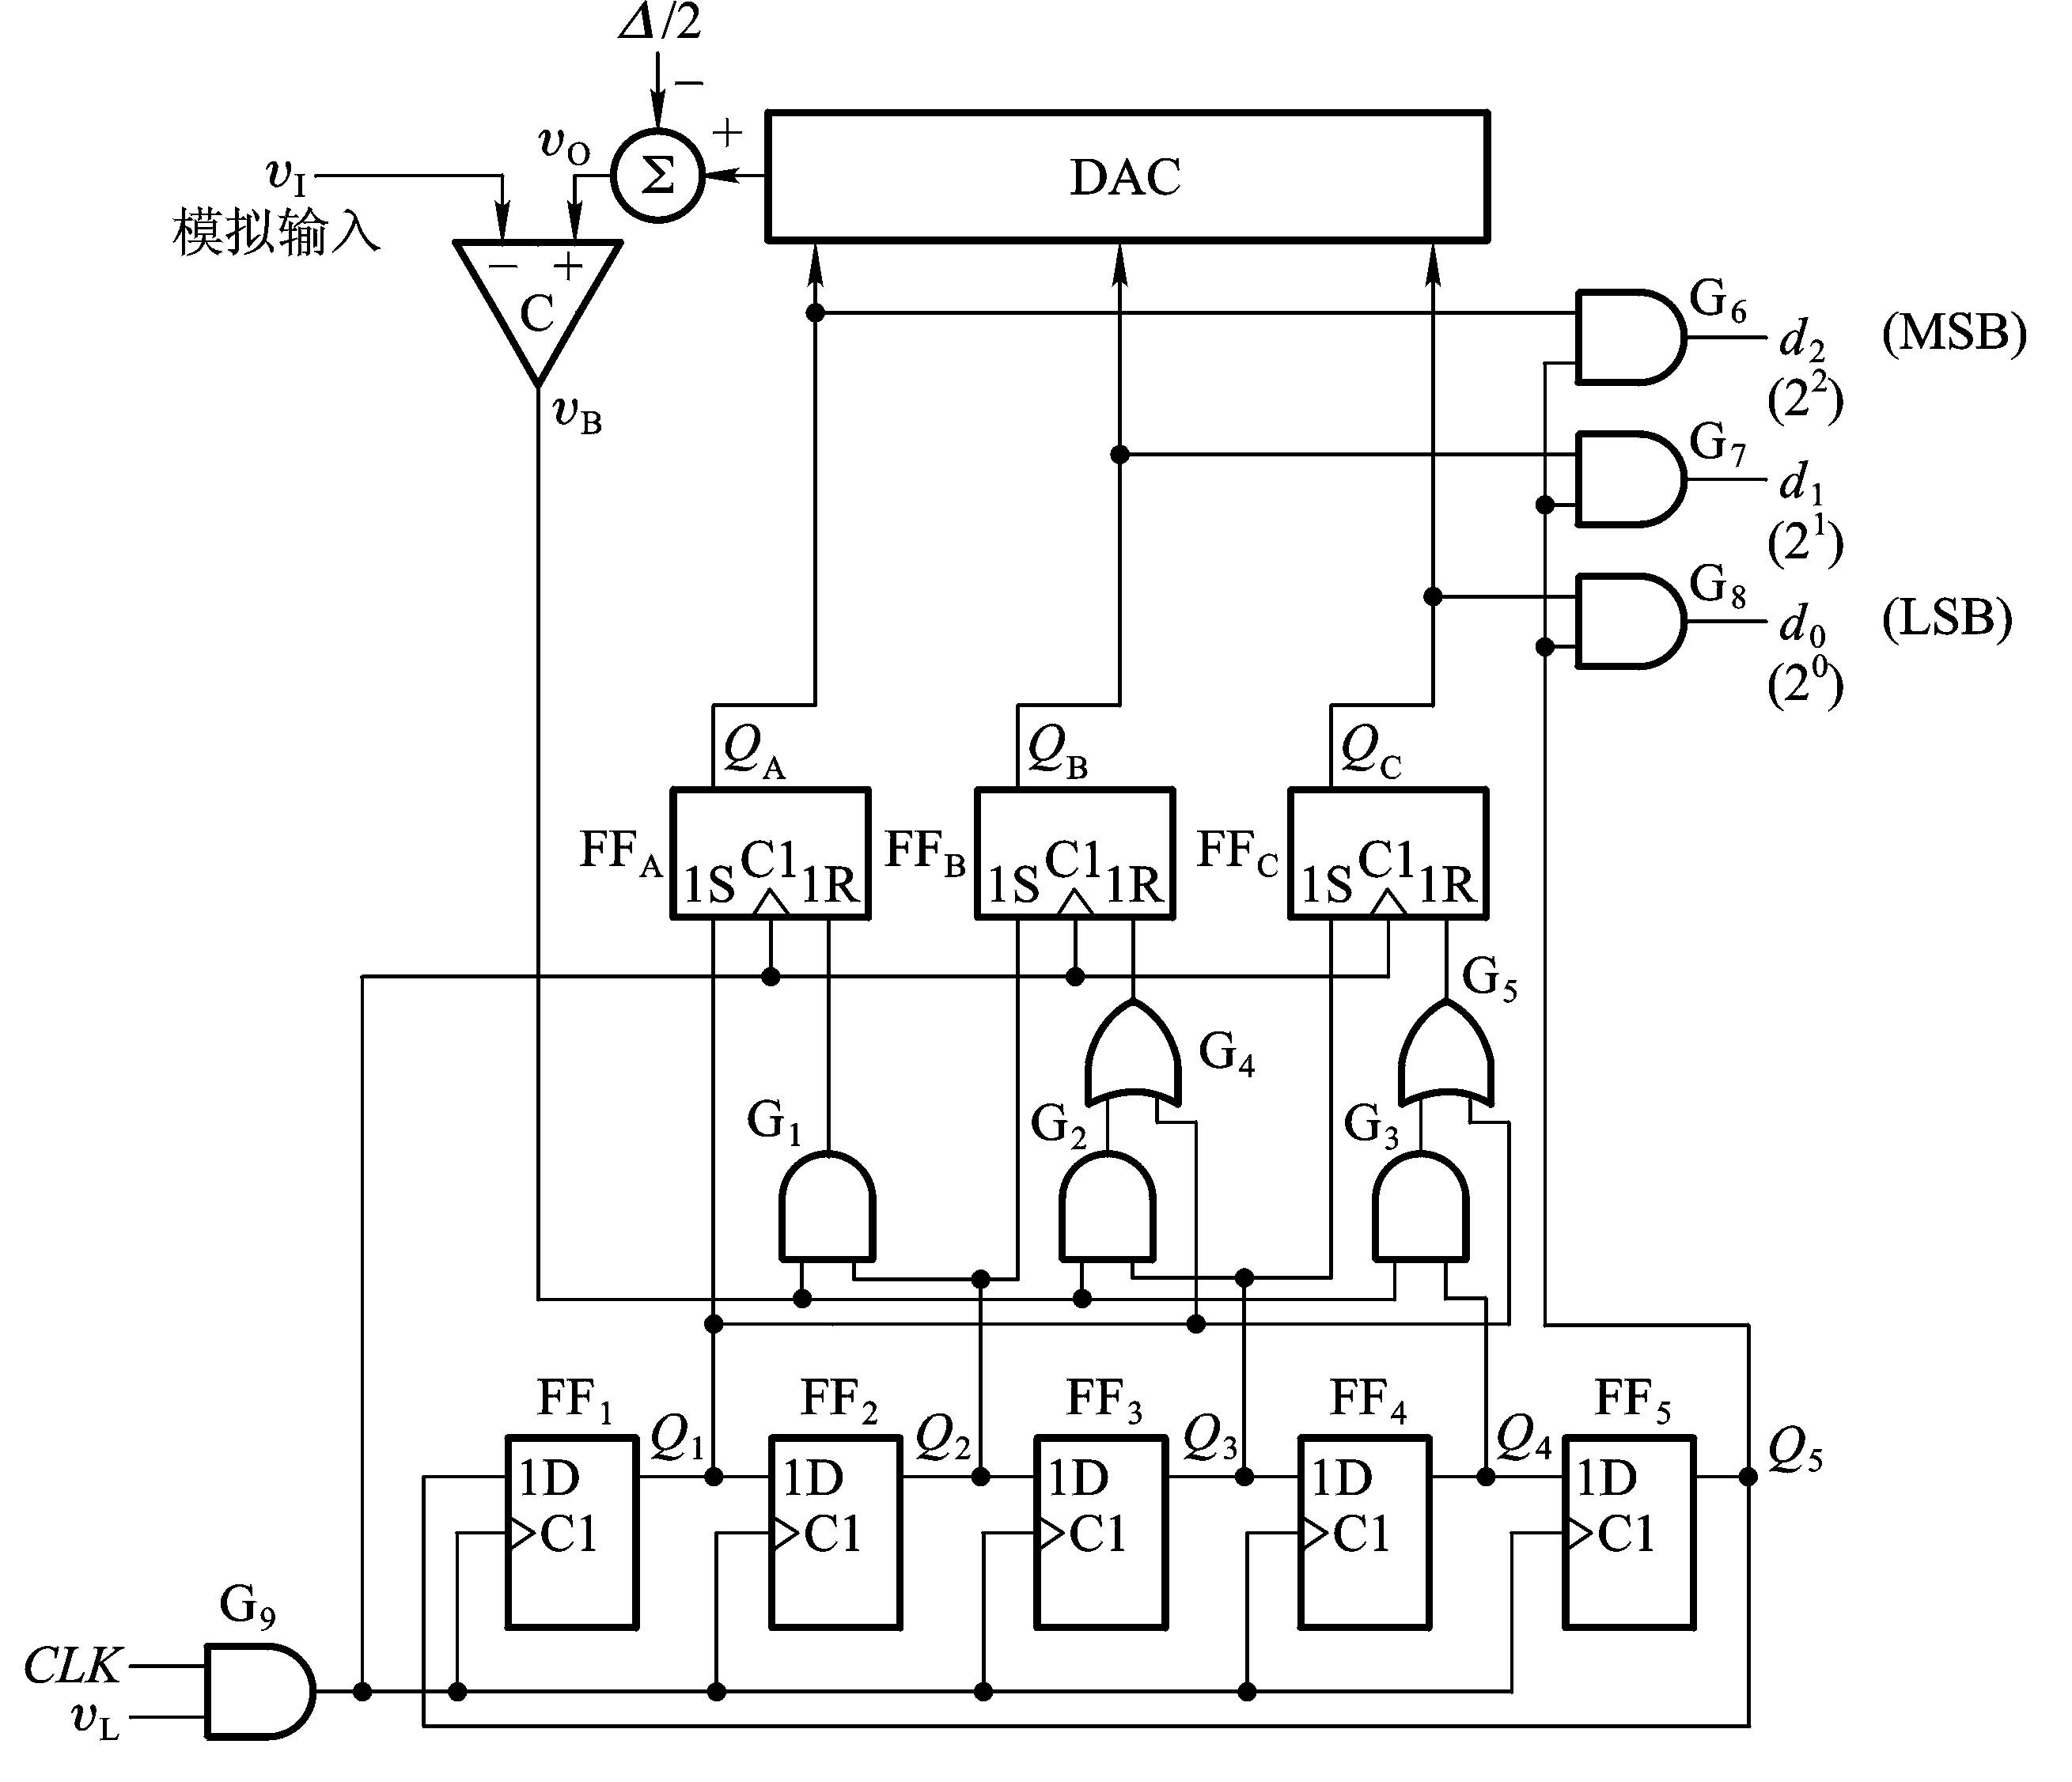 Δ/2
−
+
DAC
Σ
v_O
v_I
模拟输入
− +
C
v_B
G_6
d_2 (MSB)
(2^2)
G_7
d_1
(2^1)
G_8
d_0 (LSB)
(2^0)
Q_A Q_B Q_C
FF_A 1S C1 1R FF_B 1S C1 1R FF_C 1S C1 1R
G_5
G_4
G_1 G_2 G_3
FF_1 FF_2 FF_3 FF_4 FF_5
Q_1 Q_2 Q_3 Q_4 Q_5
1D 1D 1D 1D 1D
C1 C1 C1 C1 C1
G_9
CLK
v_L